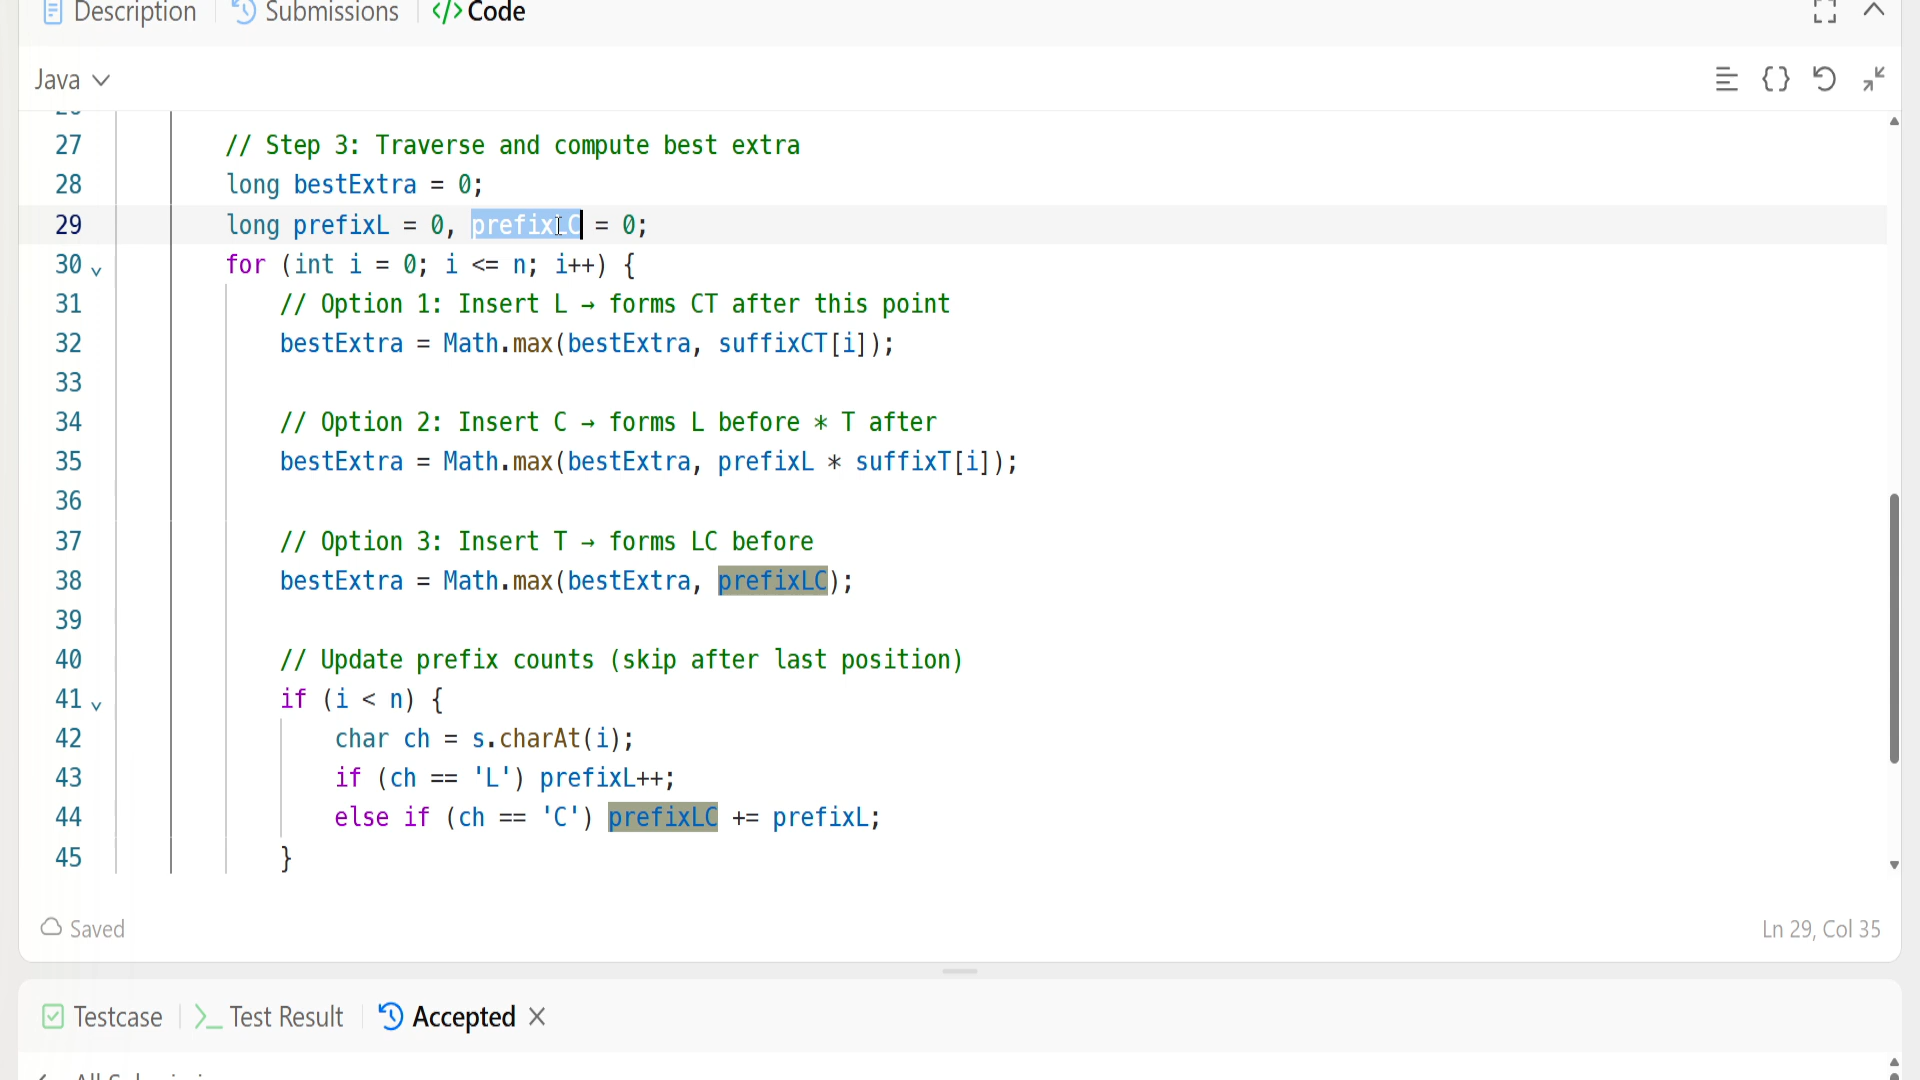 Description
Submissions
</> Code
Java
27 // Step 3: Traverse and compute best extra
28 long bestExtra = 0;
29 long prefixL = 0, prefixLC = 0;
30 for (int i = 0; i <= n; i++) {
31 // Option 1: Insert L → forms CT after this point
32 bestExtra = Math.max(bestExtra, suffixCT[i]);
33
34 // Option 2: Insert C → forms L before * T after
35 bestExtra = Math.max(bestExtra, prefixL * suffixT[i]);
36
37 // Option 3: Insert T → forms LC before
38 bestExtra = Math.max(bestExtra, prefixLC);
39
40 // Update prefix counts (skip after last position)
41 if (i < n) {
42 char ch = s.charAt(i);
43 if (ch == 'L') prefixL++;
44 else if (ch == 'C') prefixLC += prefixL;
45 }
Saved
Ln 29, Col 35
Testcase
Test Result
Accepted